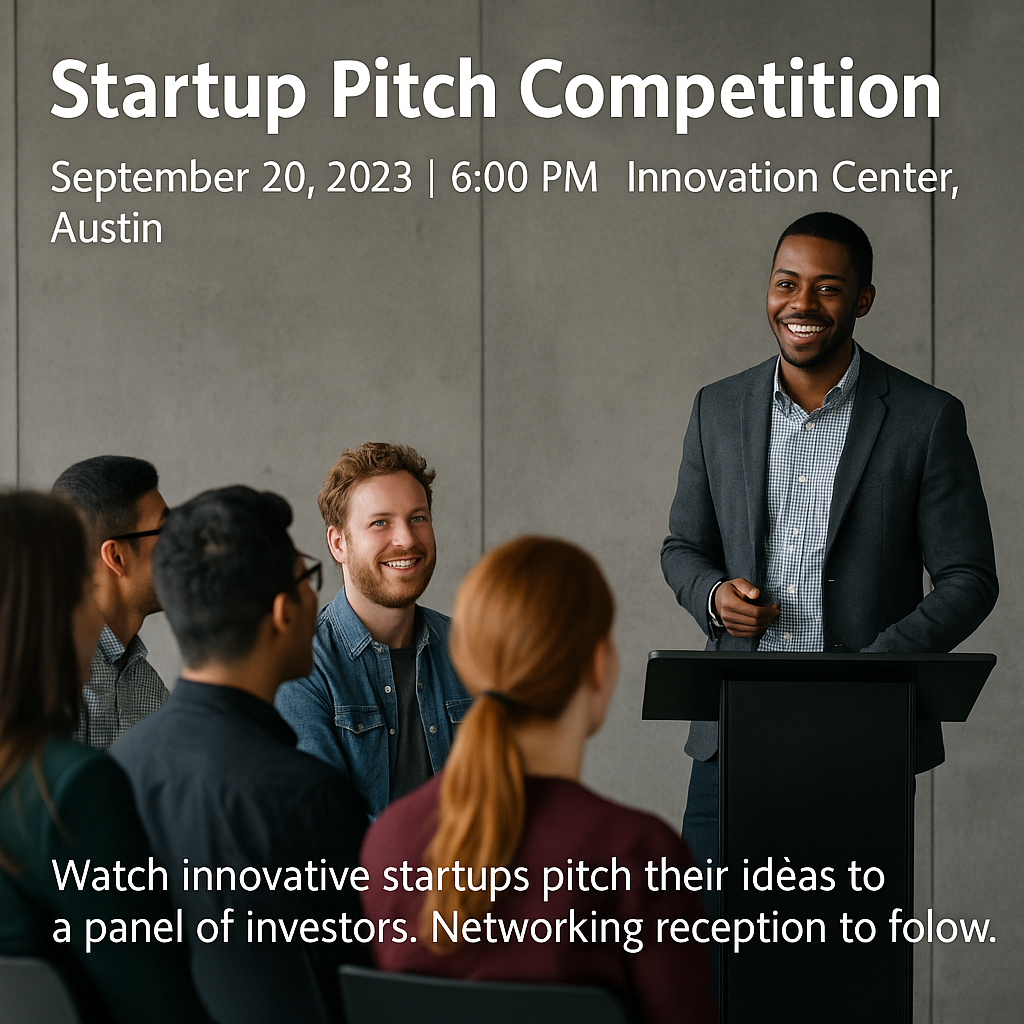 Startup Pitch Competition
September 20, 2023 | 6:00 PM Innovation Center,
Austin
Watch innovative startups pitch their idèas to
a panel of investors. Networking reception to folow.